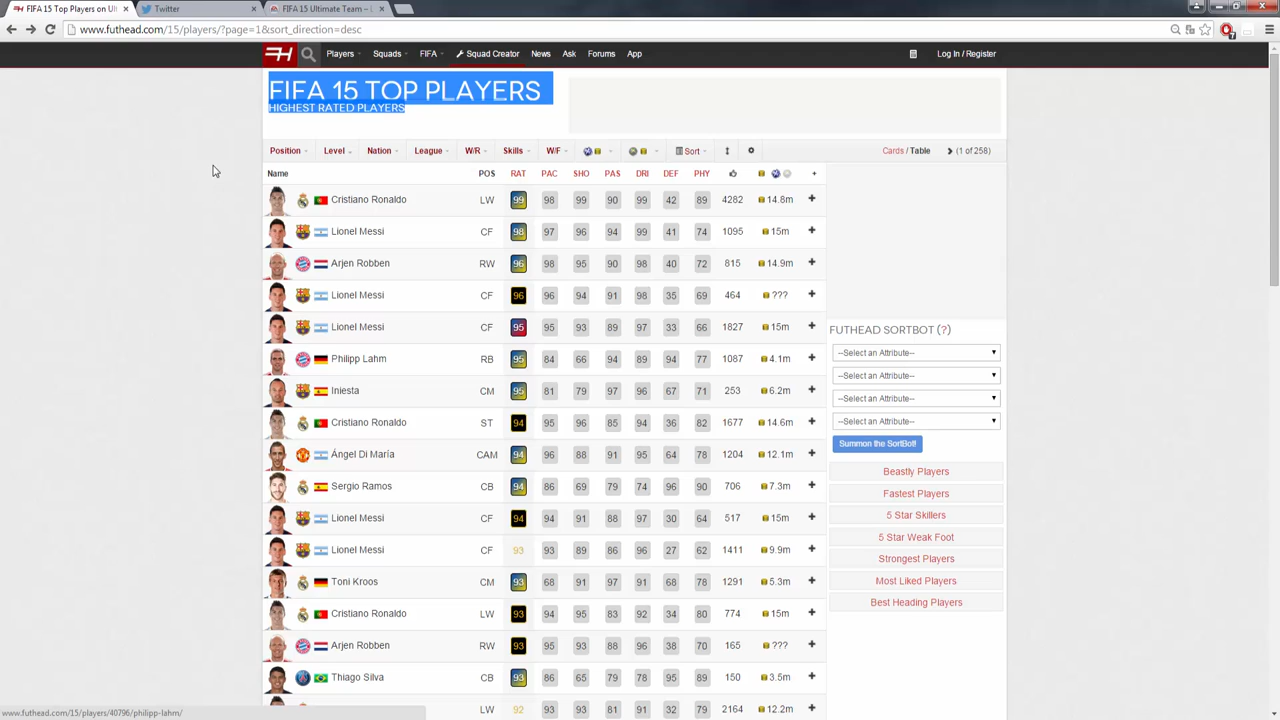 FIFA 15 Top Players on Ul × Twitter × FIFA 15 Ultimate Team – L ×
www.futhead.com/15/players/?page=1&sort_direction=desc
Players Squads FIFA Squad Creator News Ask Forums App Log In / Register
FIFA 15 TOP PLAYERS
HIGHEST RATED PLAYERS
Position Level Nation League W/R Skills W/F Sort Cards / Table (1 of 258)
Name POS RAT PAC SHO PAS DRI DEF PHY +
Cristiano Ronaldo LW 99 98 99 90 99 42 89 4282 14.8m +
Lionel Messi CF 98 97 96 94 99 41 74 1095 15m +
Arjen Robben RW 96 98 95 90 98 40 72 815 14.9m +
Lionel Messi CF 96 96 94 91 98 35 69 464 ??? +
Lionel Messi CF 95 95 93 89 97 33 66 1827 15m +
Philipp Lahm RB 95 84 66 94 89 94 77 1087 4.1m +
Iniesta CM 95 81 79 97 96 67 71 253 6.2m +
Cristiano Ronaldo ST 94 95 96 85 94 36 82 1677 14.6m +
Ángel Di María CAM 94 96 88 91 95 64 78 1204 12.1m +
Sergio Ramos CB 94 86 69 79 74 96 90 706 7.3m +
Lionel Messi CF 94 94 91 88 97 30 64 517 15m +
Lionel Messi CF 93 93 89 86 96 27 62 1411 9.9m +
Toni Kroos CM 93 68 91 97 91 68 78 1291 5.3m +
Cristiano Ronaldo LW 93 94 95 83 92 34 80 774 15m +
Arjen Robben RW 93 95 93 88 96 38 70 165 ??? +
Thiago Silva CB 93 86 65 79 78 95 89 150 3.5m +
LW 92 93 93 81 91 32 79 2164 12.2m +
FUTHEAD SORTBOT (?)
--Select an Attribute--
--Select an Attribute--
--Select an Attribute--
--Select an Attribute--
Summon the SortBot!
Beastly Players
Fastest Players
5 Star Skillers
5 Star Weak Foot
Strongest Players
Most Liked Players
Best Heading Players
www.futhead.com/15/players/40796/philipp-lahm/